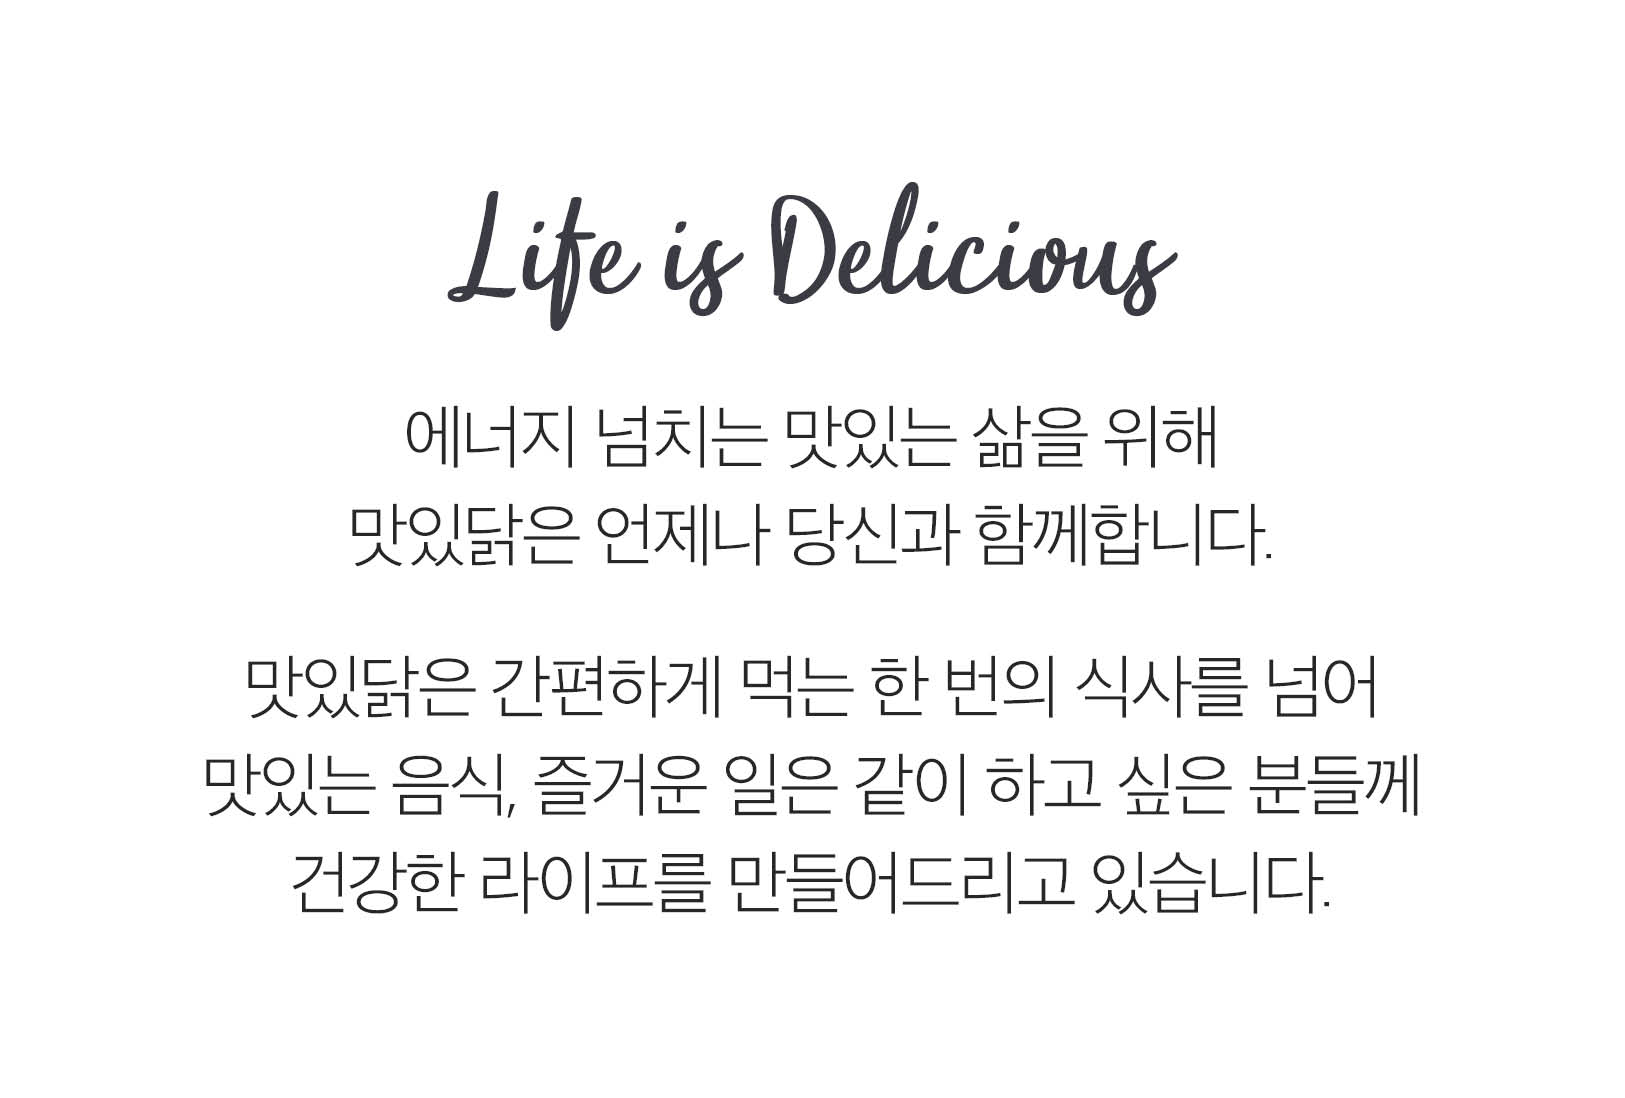 Life is Delicious
에너지 넘치는 맛있는 삶을 위해
맛있닭은 언제나 당신과 함께합니다.
맛있닭은 간편하게 먹는 한 번의 식사를 넘어
맛있는 음식, 즐거운 일은 같이 하고 싶은 분들께
건강한 라이프를 만들어드리고 있습니다.